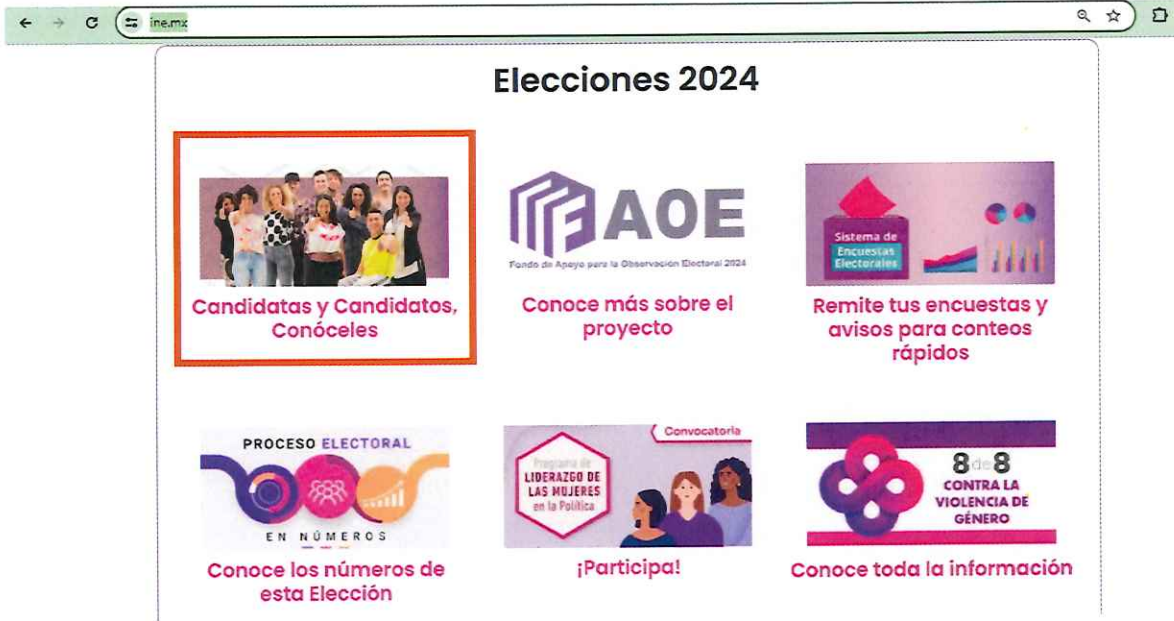 ine.mx
Elecciones 2024
FAOE
Fondo de Apoyo para la Observación Electoral 2024
Sistema de
Encuestas
Electorales
Candidatas y Candidatos,
Conóceles
Conoce más sobre el
proyecto
Remite tus encuestas y
avisos para conteos
rápidos
PROCESO ELECTORAL
EN NÚMEROS
Convocatoria
Programa de
LIDERAZGO DE
LAS MUJERES
en la Política
8 de 8
CONTRA LA
VIOLENCIA DE
GÉNERO
Conoce los números de
esta Elección
¡Participa!
Conoce toda la información